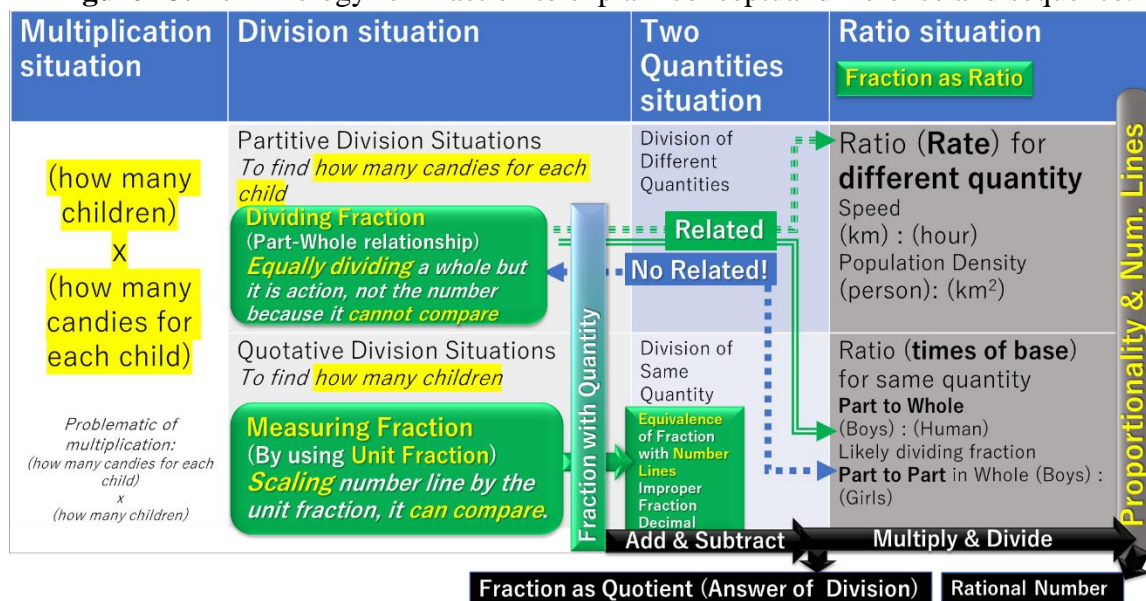 Multiplication
situation
Division situation
Two
Quantities
situation
Ratio situation
Fraction as Ratio
(how many
children)
x
(how many
candies for
each child)
Problematic of
multiplication:
(how many candies for each
child)
x
(how many children)
Partitive Division Situations
To find how many candies for each
child
Dividing Fraction
(Part-Whole relationship)
Equally dividing a whole but
it is action, not the number
because it cannot compare
Quotative Division Situations
To find how many children
Measuring Fraction
(By using Unit Fraction)
Scaling number line by the
unit fraction, it can compare.
Fraction with Quantity
Division of
Different
Quantities
Related
No Related!
Division of
Same
Quantity
Equivalence
of Fraction
with Number
Lines
Improper
Fraction
Decimal
Ratio (Rate) for
different quantity
Speed
(km) : (hour)
Population Density
(person): (km²)
Ratio (times of base)
for same quantity
Part to Whole
(Boys) : (Human)
Likely dividing fraction
Part to Part in Whole (Boys) :
(Girls)
Proportionality & Num. Lines
Add & Subtract
Multiply & Divide
Fraction as Quotient (Answer of Division)
Rational Number